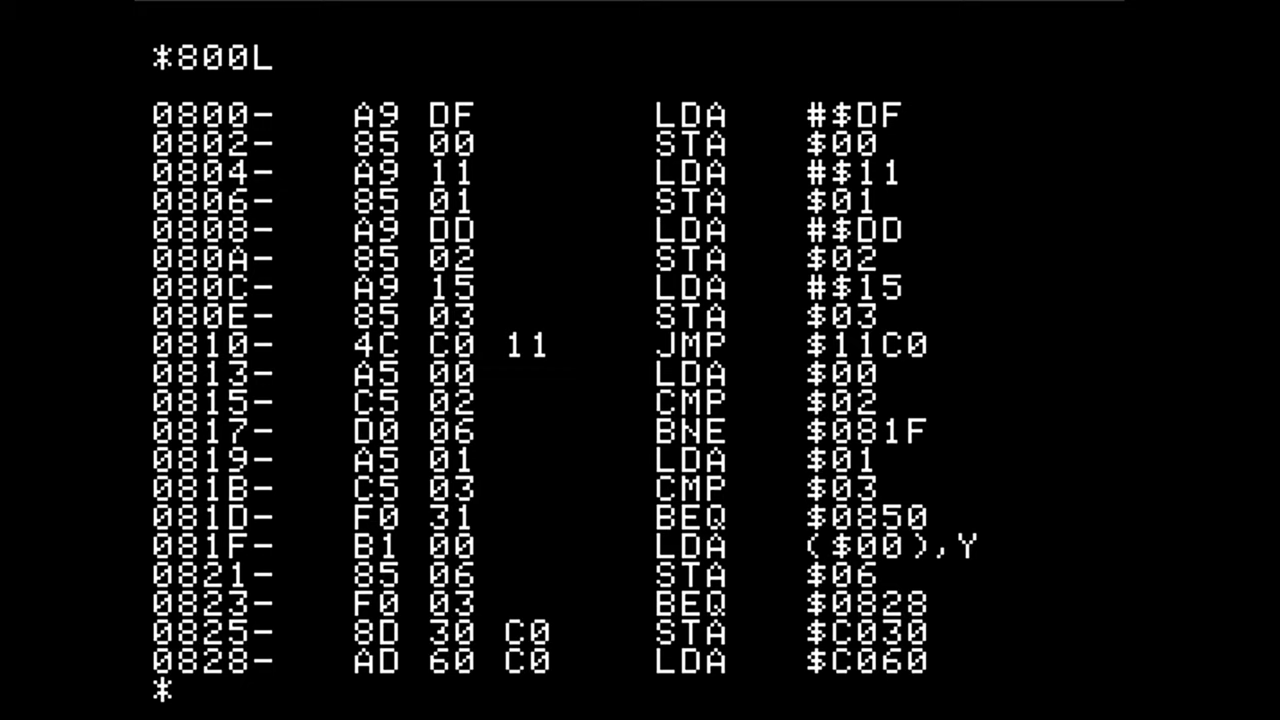 *800L
0800- A9 DF LDA #$DF
0802- 85 00 STA $00
0804- A9 11 LDA #$11
0806- 85 01 STA $01
0808- A9 DD LDA #$DD
080A- 85 02 STA $02
080C- A9 15 LDA #$15
080E- 85 03 STA $03
0810- 4C C0 11 JMP $11C0
0813- A5 00 LDA $00
0815- C5 02 CMP $02
0817- D0 06 BNE $081F
0819- A5 01 LDA $01
081B- C5 03 CMP $03
081D- F0 31 BEQ $0850
081F- B1 00 LDA ($00),Y
0821- 85 06 STA $06
0823- F0 03 BEQ $0828
0825- 8D 30 C0 STA $C030
0828- AD 60 C0 LDA $C060
*